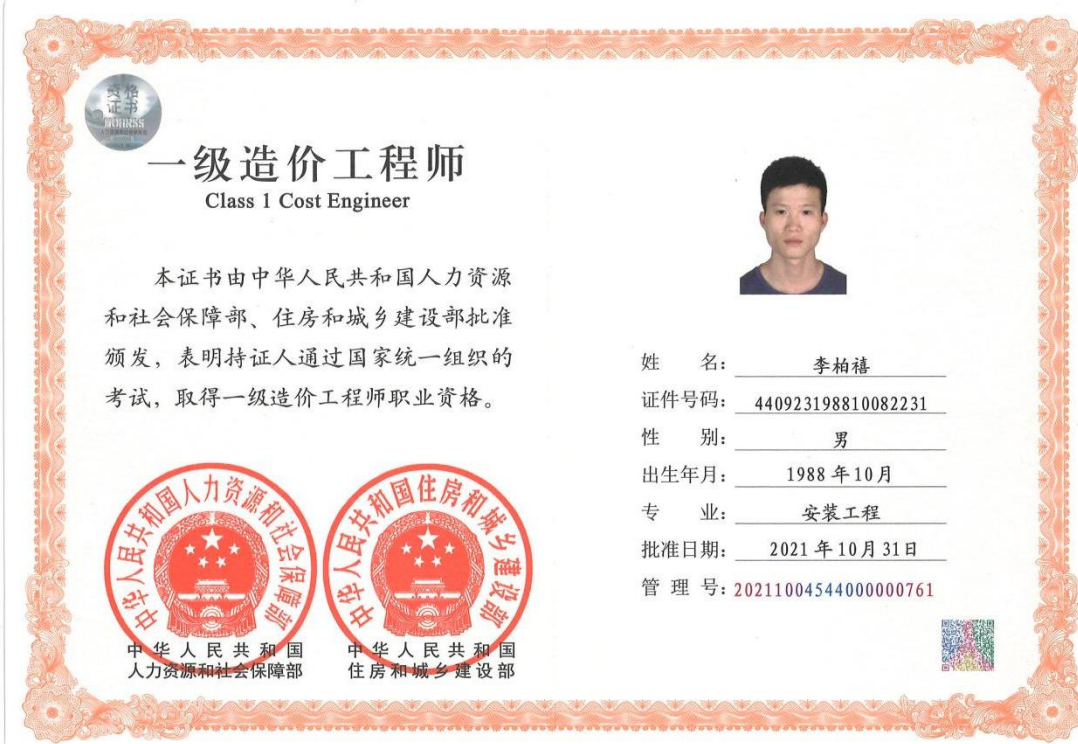 资格
证书
MOHRSS
一级造价工程师
Class 1 Cost Engineer
本证书由中华人民共和国人力资源
和社会保障部、住房和城乡建设部批准
颁发，表明持证人通过国家统一组织的
考试，取得一级造价工程师职业资格。
中华人民共和国人力资源和社会保障部
中华人民共和国住房和城乡建设部
中华人民共和国
人力资源和社会保障部
中华人民共和国
住房和城乡建设部
姓 名：李柏禧
证件号码：440923198810082231
性 别：男
出生年月：1988年10月
专 业：安装工程
批准日期：2021年10月31日
管 理 号：20211004544000000761